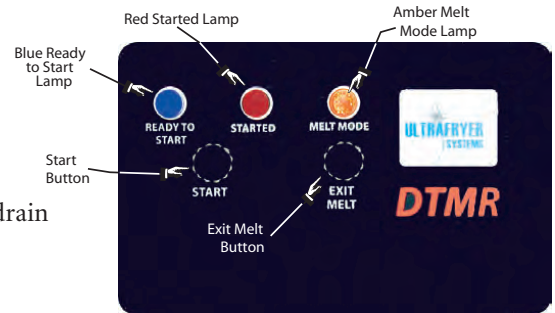 Red Started Lamp
Amber Melt
Mode Lamp
Blue Ready
to Start
Lamp
READY TO
START
STARTED
MELT MODE
ULTRAFRYER
SYSTEMS
Start
Button
START
EXIT
MELT
DTMR
drain
Exit Melt
Button